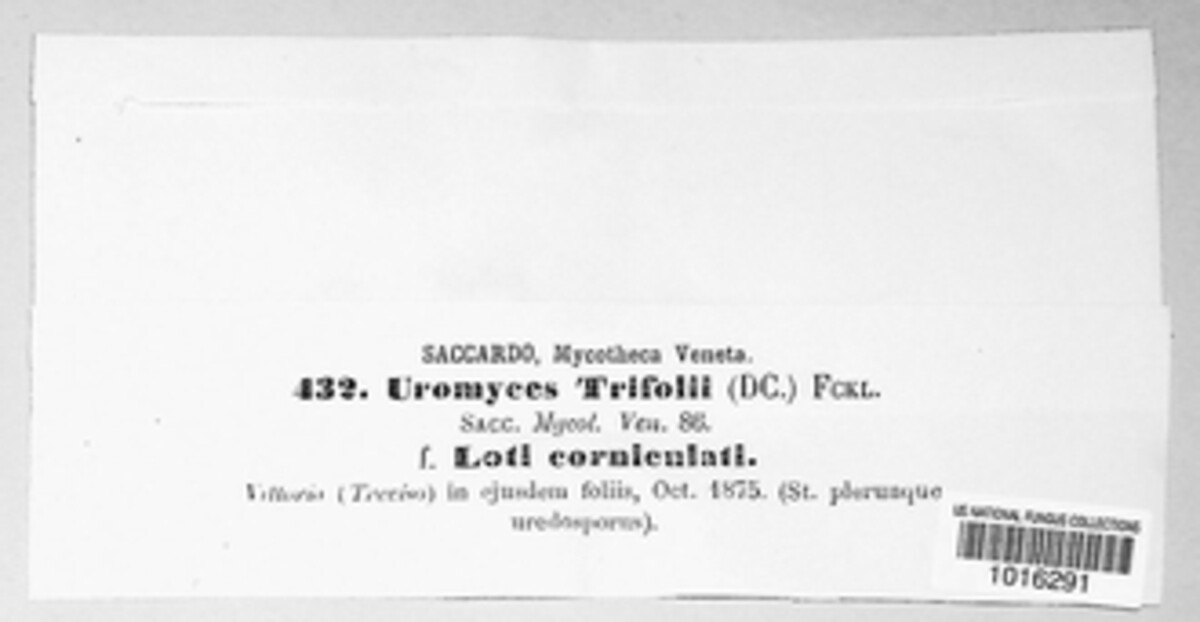 SACCARDO, Mycotheca Veneta.
432. Uromyces Trifolii (DC.) FCKL.
SACC. Mycol. Ven. 86.
f. Loti corniculati.
Vittorio (Treviso) in ejusdem foliis, Oct. 1875. (St. plerumque
uredosporus).
US NATIONAL FUNGUS COLLECTIONS
1016291